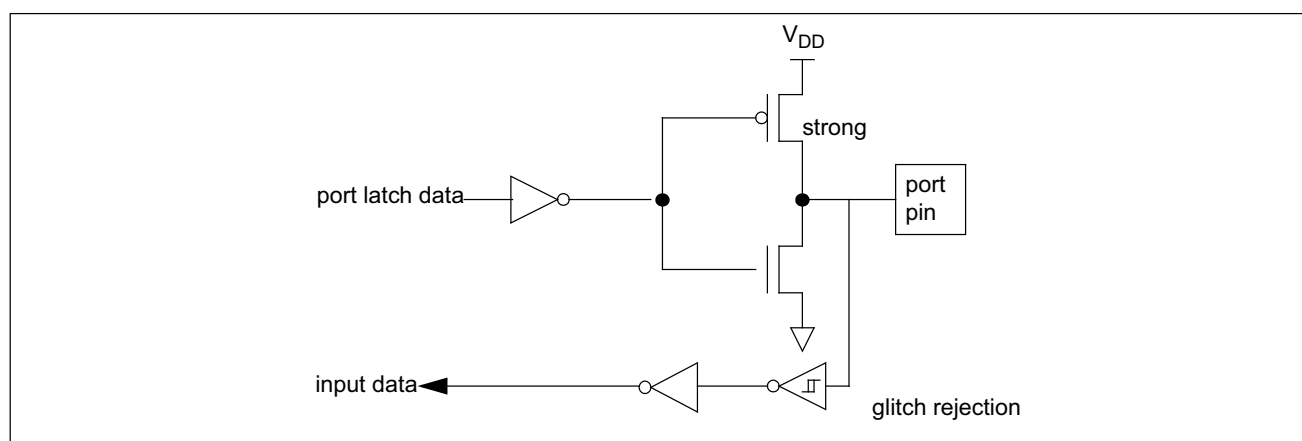 VDD
strong
port latch data
port
pin
input data
glitch rejection